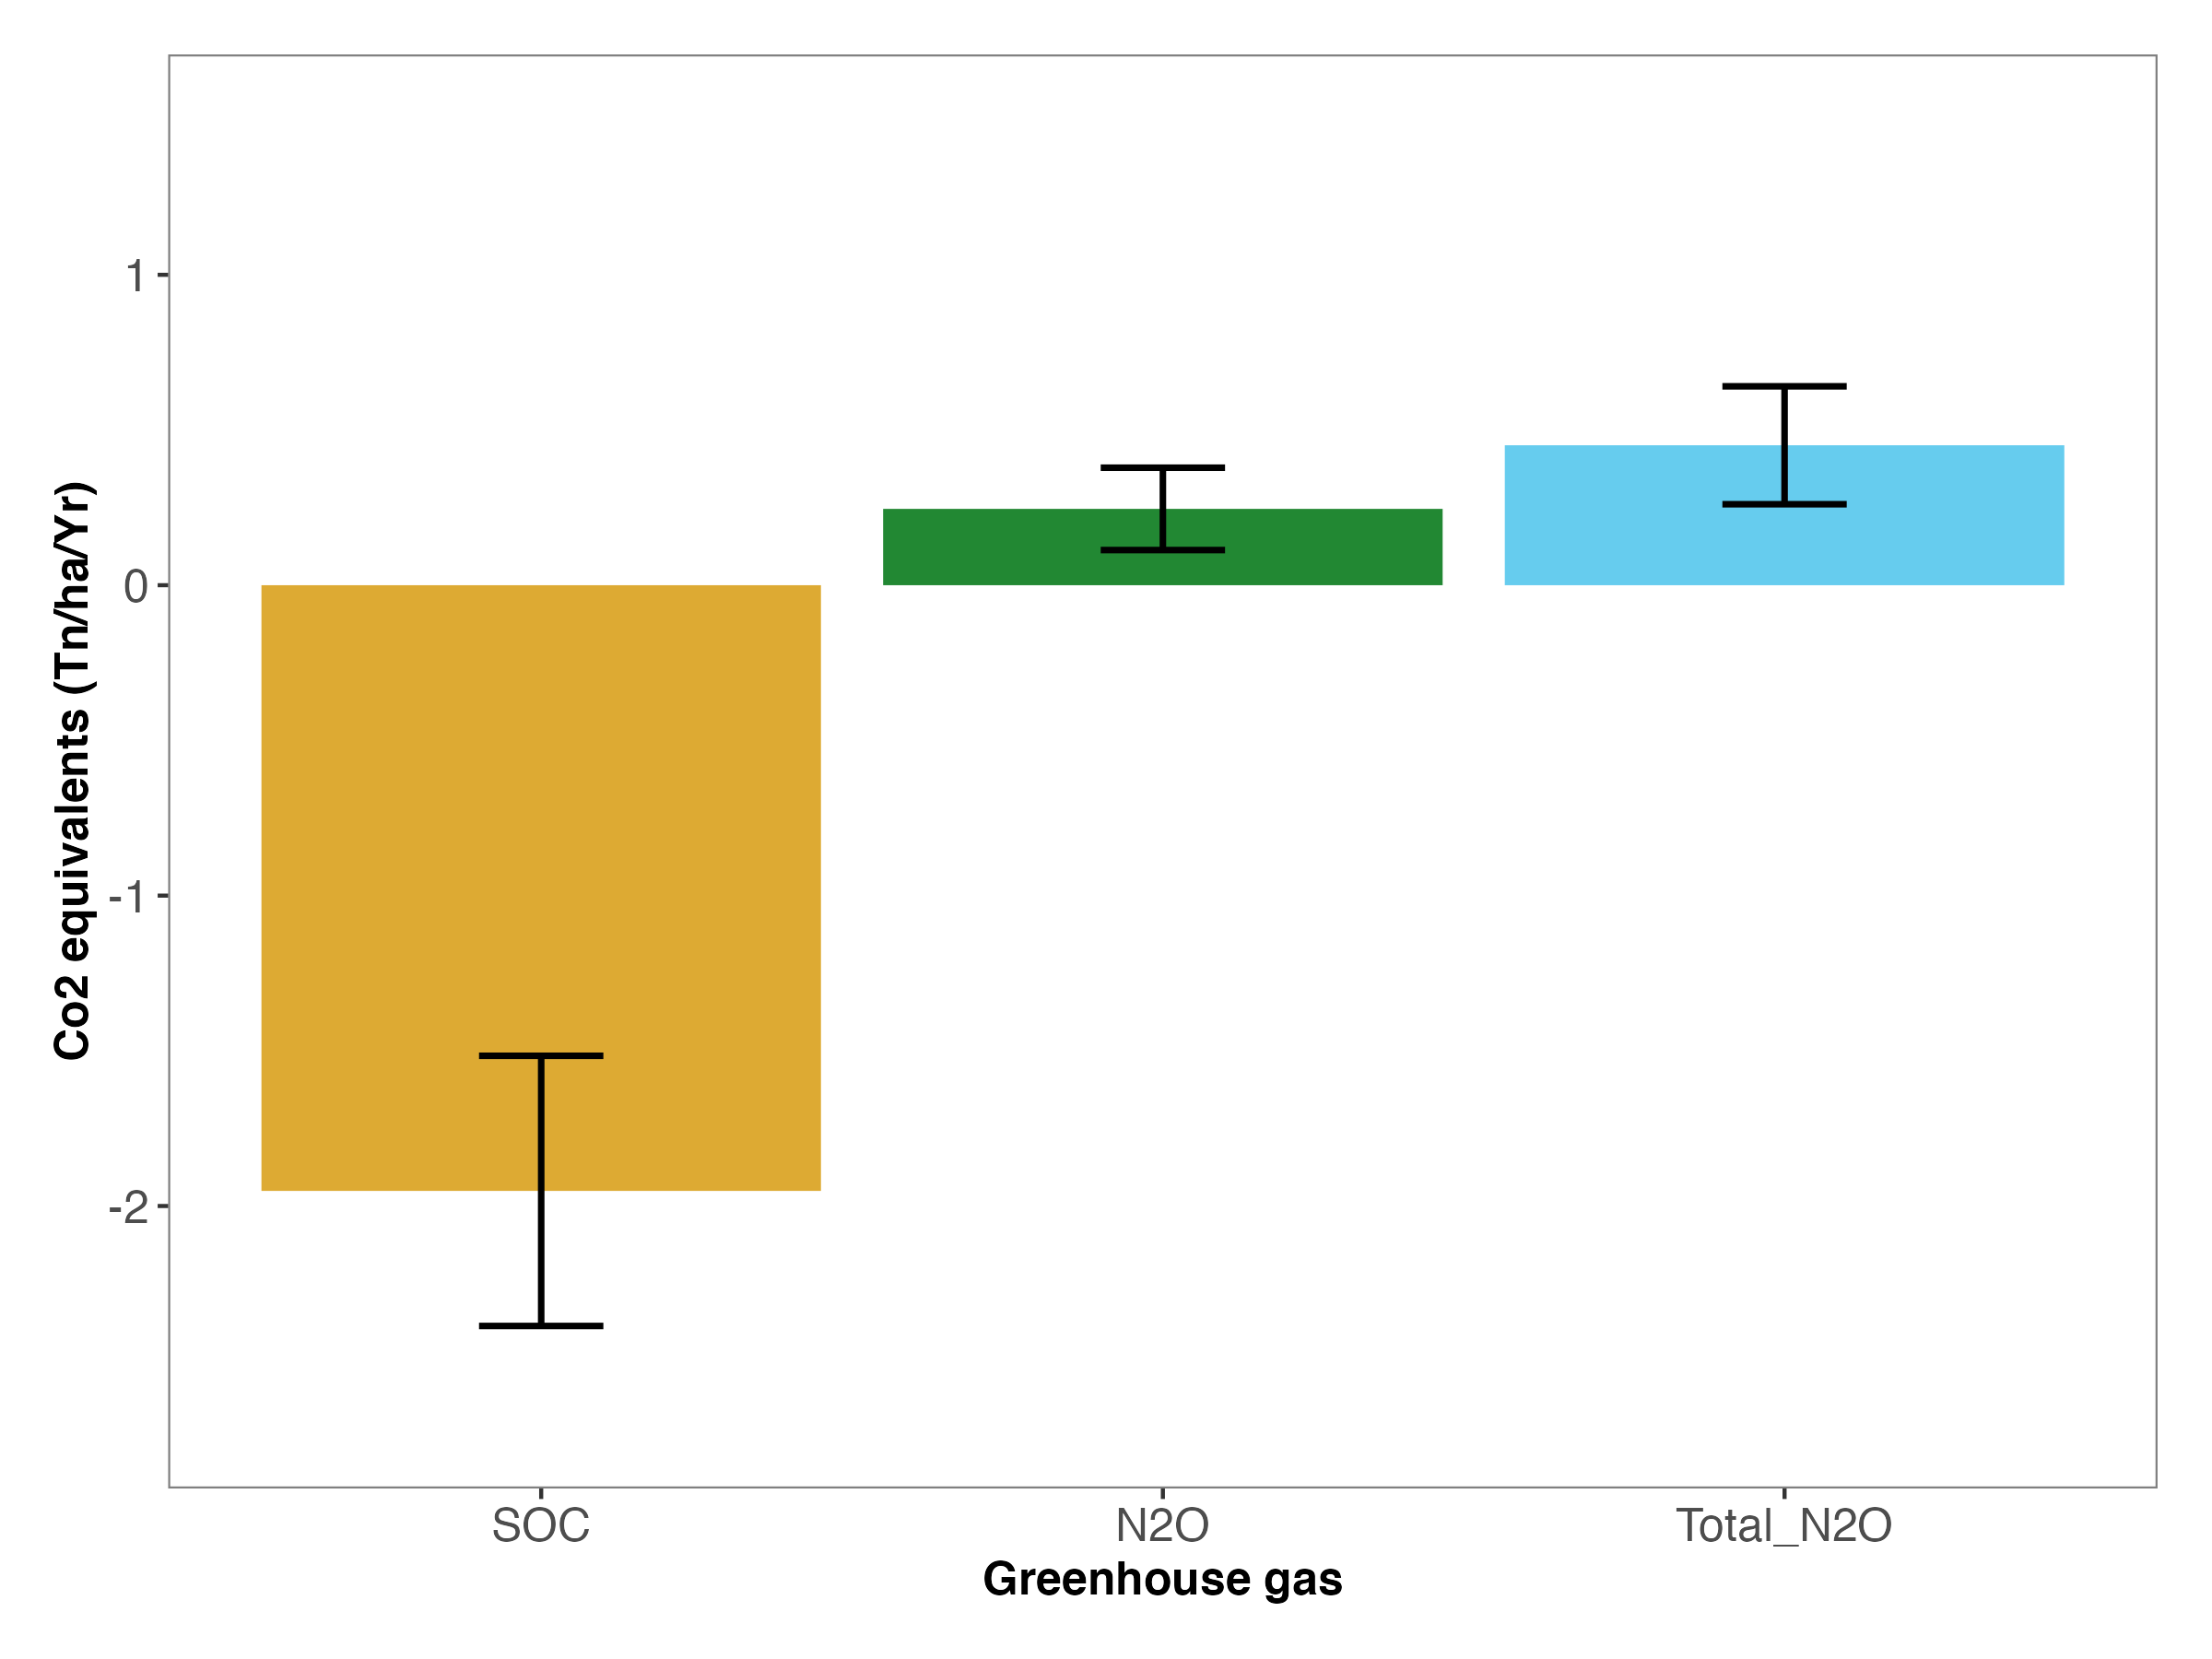 Co2 equivalents (Tn/ha/Yr)
1
0
-1
-2
SOC
N2O
Total_N2O
Greenhouse gas